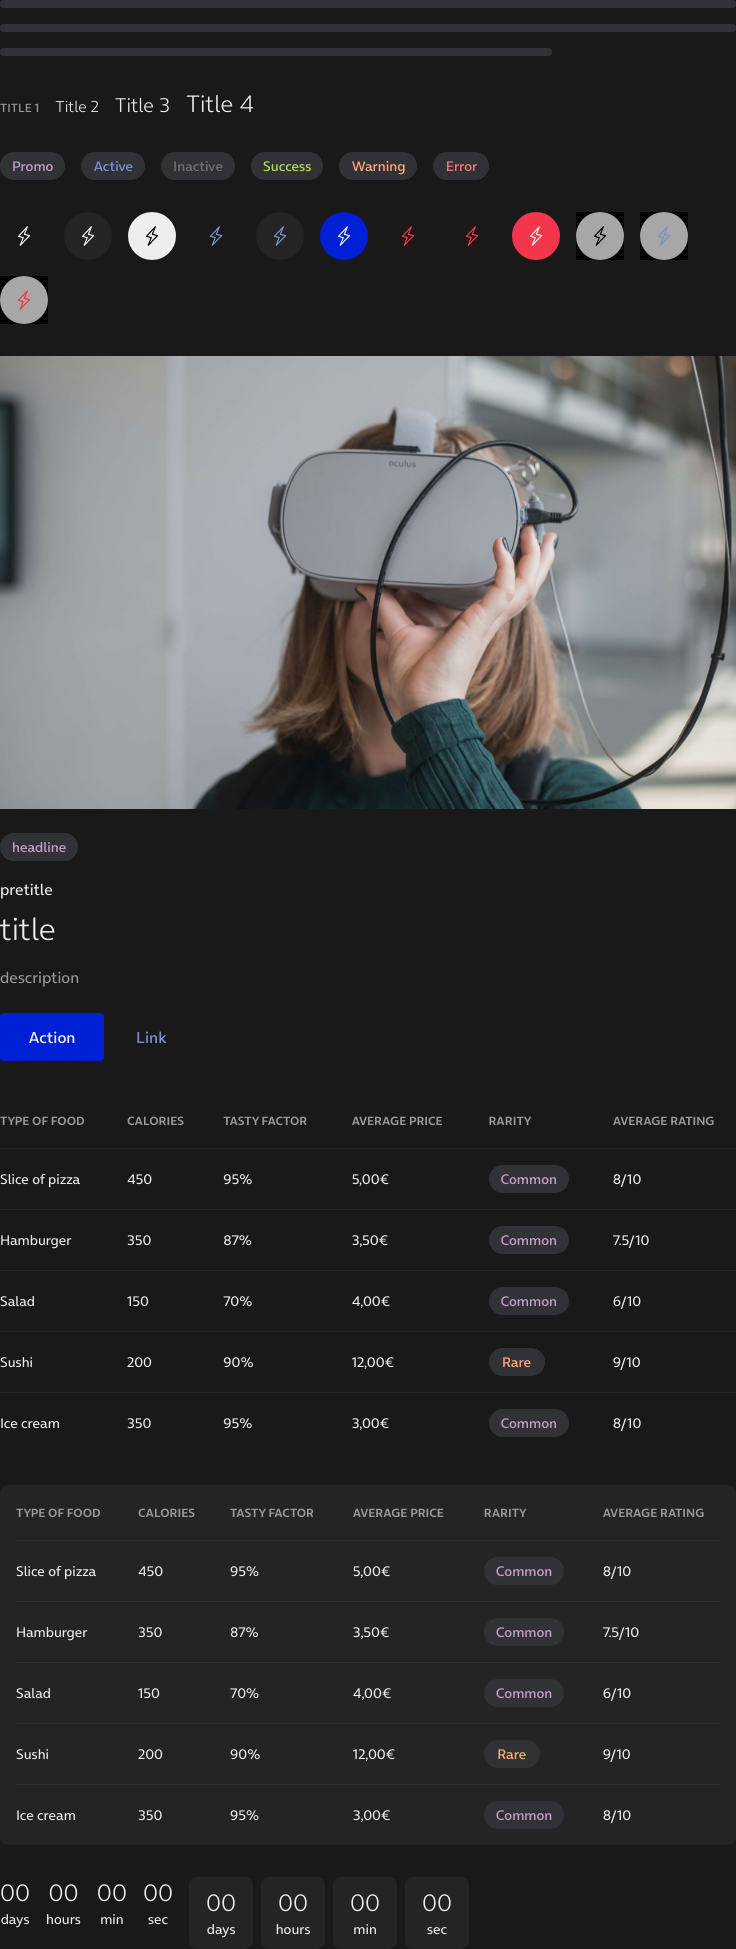 TITLE 1 Title 2 Title 3 Title 4
Promo Active Inactive Success Warning Error
oculus
headline
pretitle
title
description
Action Link
TYPE OF FOOD CALORIES TASTY FACTOR AVERAGE PRICE RARITY AVERAGE RATING
Slice of pizza 450 95% 5,00€ Common 8/10
Hamburger 350 87% 3,50€ Common 7.5/10
Salad 150 70% 4,00€ Common 6/10
Sushi 200 90% 12,00€ Rare 9/10
Ice cream 350 95% 3,00€ Common 8/10
TYPE OF FOOD CALORIES TASTY FACTOR AVERAGE PRICE RARITY AVERAGE RATING
Slice of pizza 450 95% 5,00€ Common 8/10
Hamburger 350 87% 3,50€ Common 7.5/10
Salad 150 70% 4,00€ Common 6/10
Sushi 200 90% 12,00€ Rare 9/10
Ice cream 350 95% 3,00€ Common 8/10
00 00 00 00 00 00 00 00
days hours min sec days hours min sec